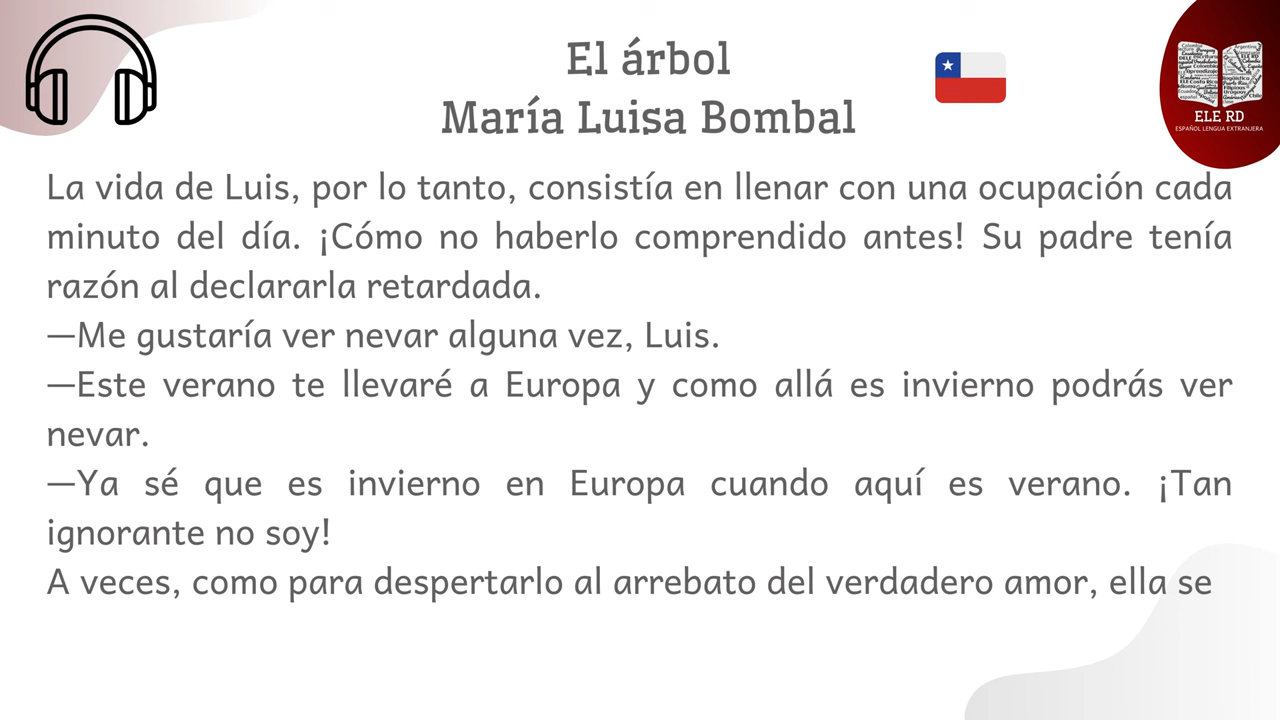 El árbol
María Luisa Bombal
ELE RD
ESPAÑOL LENGUA EXTRANJERA
La vida de Luis, por lo tanto, consistía en llenar con una ocupación cada
minuto del día. ¡Cómo no haberlo comprendido antes! Su padre tenía
razón al declararla retardada.
—Me gustaría ver nevar alguna vez, Luis.
—Este verano te llevaré a Europa y como allá es invierno podrás ver
nevar.
—Ya sé que es invierno en Europa cuando aquí es verano. ¡Tan
ignorante no soy!
A veces, como para despertarlo al arrebato del verdadero amor, ella se